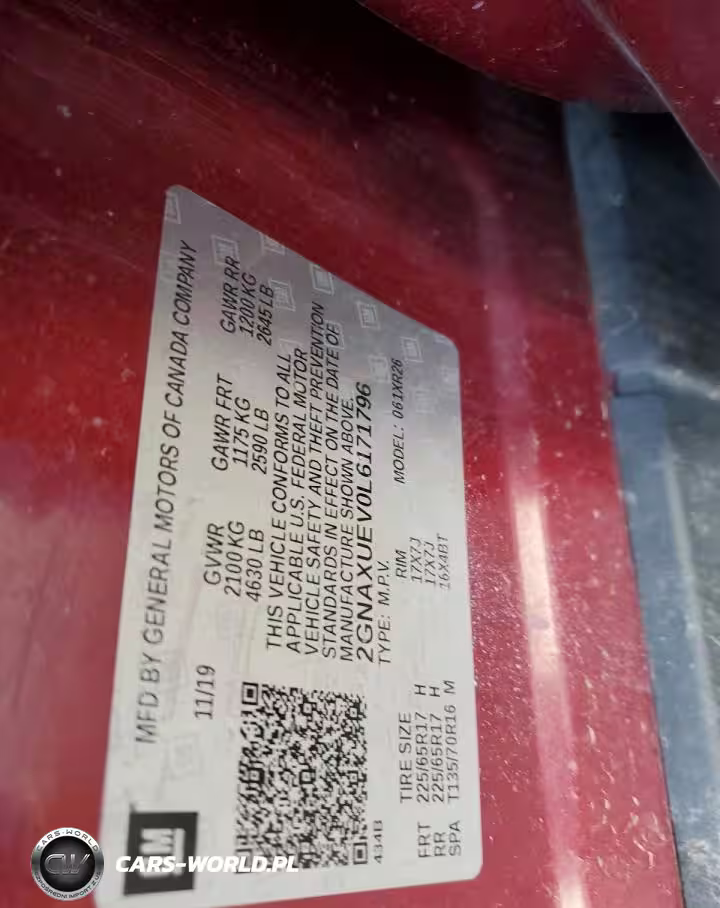 MFD BY GENERAL MOTORS OF CANADA COMPANY
11/19
GVWR
2100 KG
4630 LB
GAWR FRT
1175 KG
2590 LB
GAWR RR
1200 KG
2645 LB
THIS VEHICLE CONFORMS TO ALL
APPLICABLE U.S. FEDERAL MOTOR
VEHICLE SAFETY AND THEFT PREVENTION
STANDARDS IN EFFECT ON THE DATE OF
MANUFACTURE SHOWN ABOVE.
2GNAXUEV0L6171796
TYPE: M.P.V.
MODEL: 061XR26
TIRE SIZE RIM
FRT 225/65R17 H 17X7J
RR 225/65R17 H 17X7J
SPA T135/70R16 M 16X4BT
434B
GM
CARS-WORLD
CW
CARS-WORLD.PL